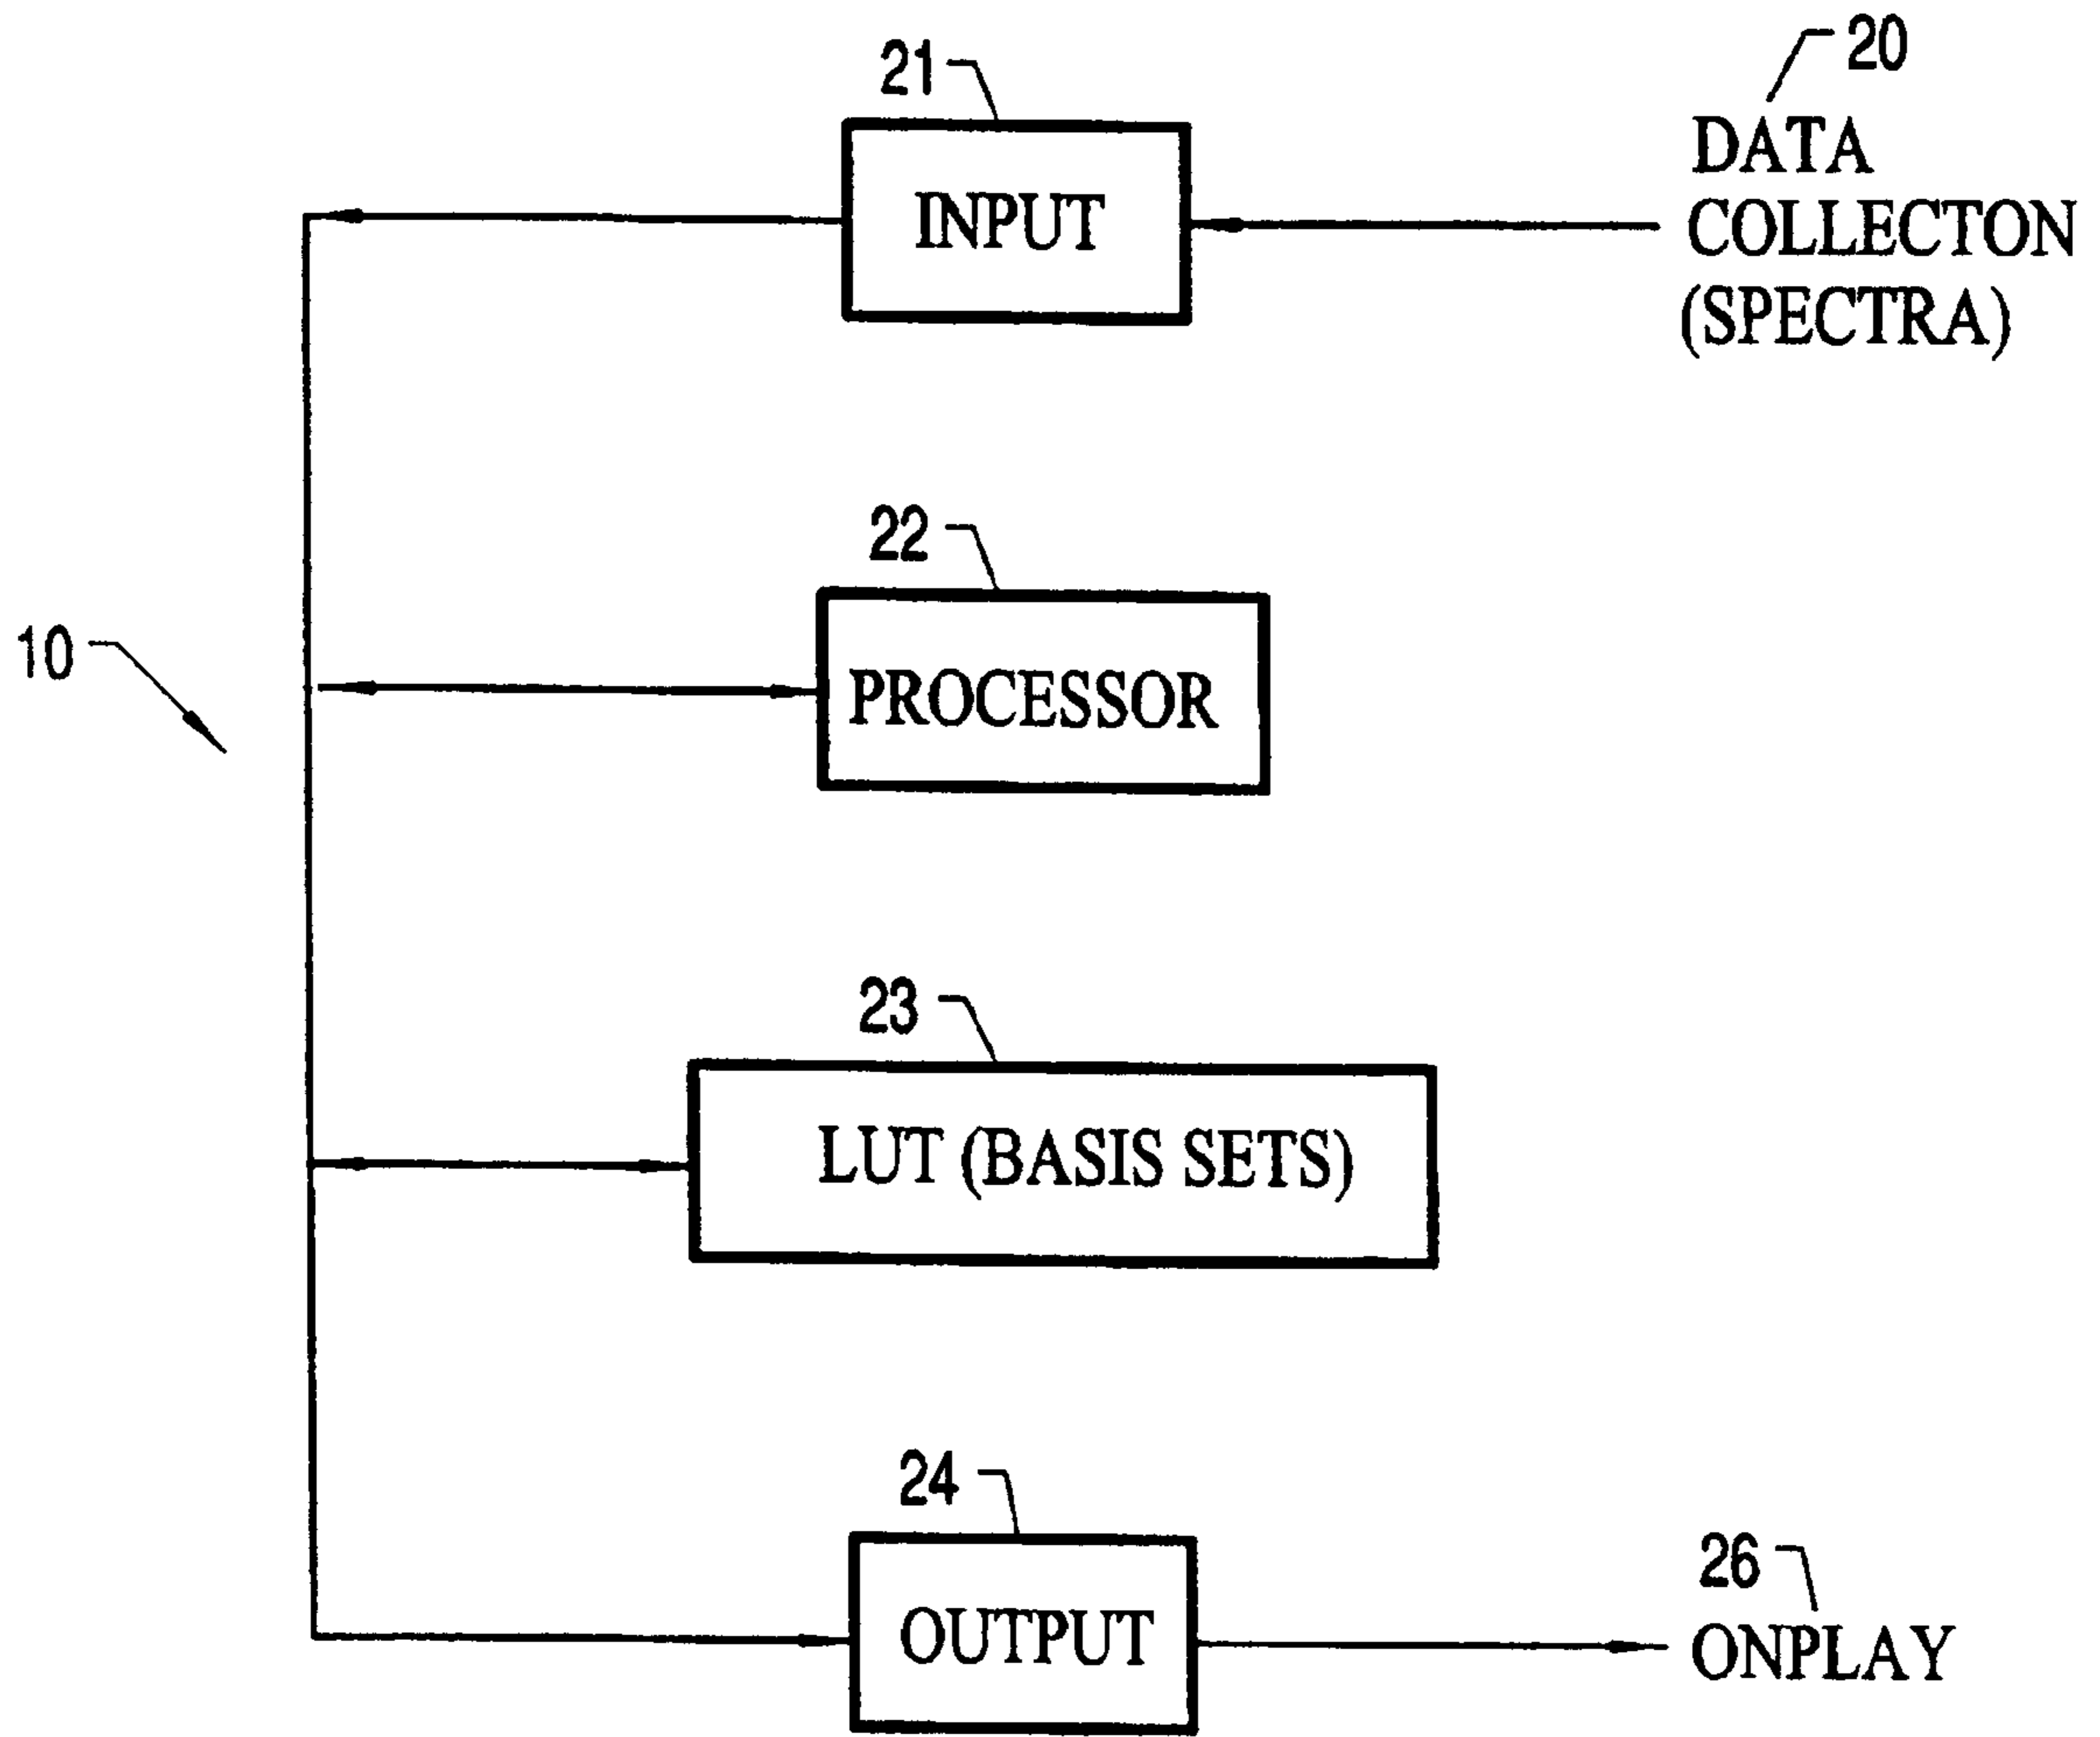 20
21
DATA
COLLECTON
(SPECTRA)
INPUT
22
10
PROCESSOR
23
LUT (BASIS SETS)
24
26
OUTPUT
ONPLAY